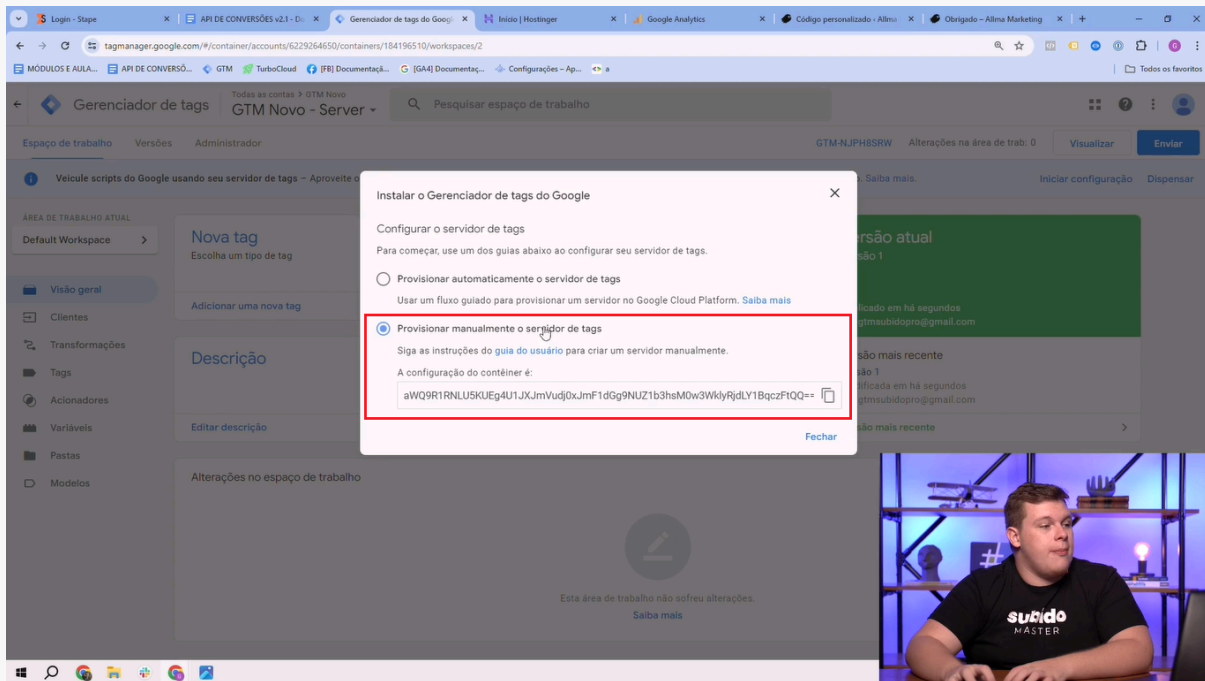 Login - Stape
API DE CONVERSÕES v2.1 - Do
Gerenciador de tags do Googl
Início | Hostinger
Google Analytics
Código personalizado ‹ Allma
Obrigado – Allma Marketing
tagmanager.google.com/#/container/accounts/6229264650/containers/184196510/workspaces/2
MÓDULOS E AULA...
API DE CONVERSÕ...
GTM
TurboCloud
[FB] Documentaçã...
[GA4] Documentaç...
Configurações – Ap...
a
Todos os favoritos
Gerenciador de tags
Todas as contas > GTM Novo
GTM Novo - Server
Pesquisar espaço de trabalho
Espaço de trabalho
Versões
Administrador
GTM-NJPH8SRW
Alterações na área de trab: 0
Visualizar
Enviar
Veicule scripts do Google usando seu servidor de tags – Aproveite o
Saiba mais.
Iniciar configuração
Dispensar
ÁREA DE TRABALHO ATUAL
Default Workspace
Visão geral
Clientes
Transformações
Tags
Acionadores
Variáveis
Pastas
Modelos
Nova tag
Escolha um tipo de tag
Adicionar uma nova tag
Descrição
Editar descrição
Instalar o Gerenciador de tags do Google
Configurar o servidor de tags
Para começar, use um dos guias abaixo ao configurar seu servidor de tags.
Provisionar automaticamente o servidor de tags
Usar um fluxo guiado para provisionar um servidor no Google Cloud Platform. Saiba mais
Provisionar manualmente o servidor de tags
Siga as instruções do guia do usuário para criar um servidor manualmente.
A configuração do contêiner é:
aWQ9R1RNLU5KUEg4U1JXJmVudj0xJmF1dGg9NUZ1b3hsM0w3WklyRjdLY1BqczFtQQ==
Fechar
rsão atual
são 1
ificado em há segundos
gtmsubidopro@gmail.com
são mais recente
são 1
ificada em há segundos
gtmsubidopro@gmail.com
são mais recente
Alterações no espaço de trabalho
Esta área de trabalho não sofreu alterações.
Saiba mais
#
subido
MASTER